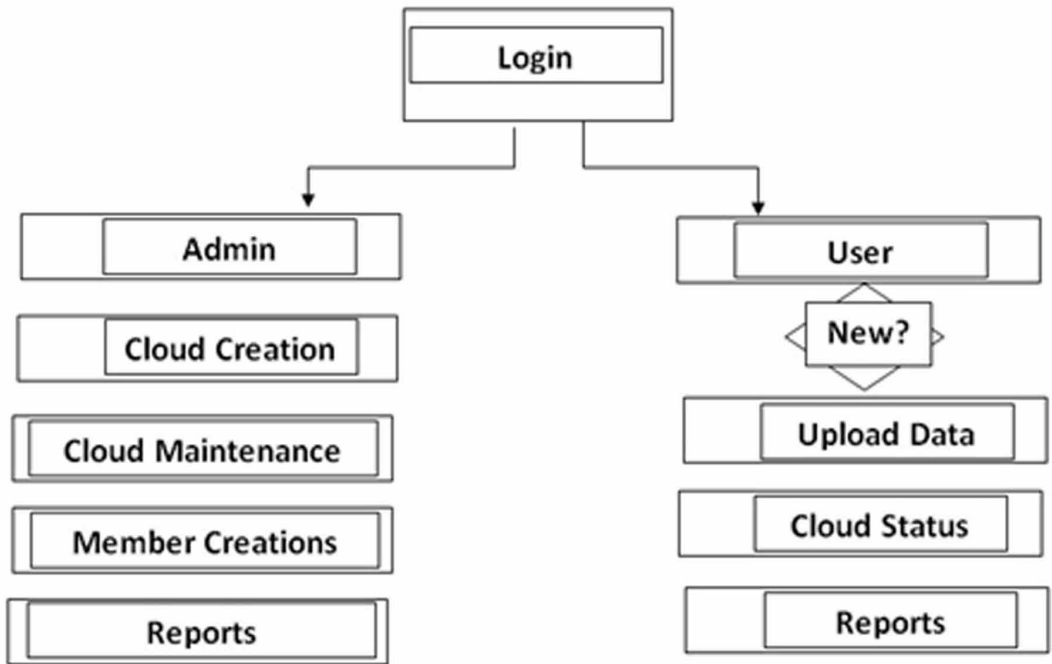 Login
Admin
Cloud Creation
Cloud Maintenance
Member Creations
Reports
User
New?
Upload Data
Cloud Status
Reports